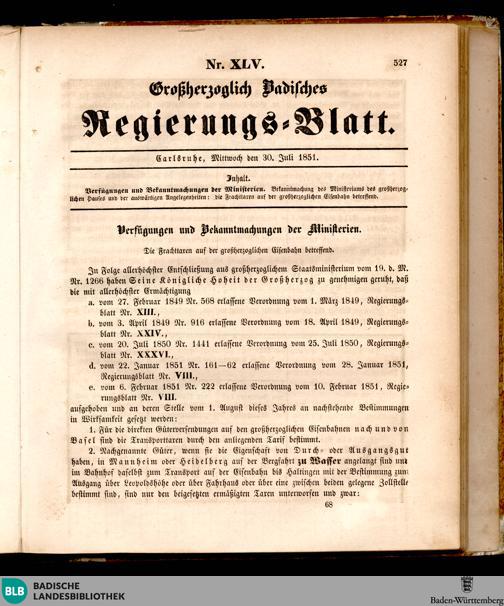 Nr. XLV. 527
Großherzoglich Badisches
Regierungs-Blatt.
Carlsruhe, Mittwoch den 30. Juli 1851.
Inhalt.
Verfügungen und Bekanntmachungen der Ministerien. Bekanntmachung des Ministeriums des großherzog-
lichen Hauses und der auswärtigen Angelegenheiten: die Frachttaren auf der großherzoglichen Eisenbahn betreffend.
Verfügungen und Bekanntmachungen der Ministerien.
Die Frachttaxen auf der großherzoglichen Eisenbahn betreffend.
In Folge allerhöchster Entschließung aus großherzoglichem Staatsministerium vom 19. d. M.
Nr. 1266 haben Seine Königliche Hoheit der Großherzog zu genehmigen geruht, daß
die mit allerhöchster Ermächtigung
a. vom 27. Februar 1849 Nr. 568 erlassene Verordnung vom 1. März 1849, Regierungs-
blatt Nr. XIII.,
b. vom 3. April 1849 Nr. 916 erlassene Verordnung vom 18. April 1849, Regierungs-
blatt Nr. XXIV.,
c. vom 20. Juli 1850 Nr. 1441 erlassene Verordnung vom 25. Juli 1850, Regierungs-
blatt Nr. XXXVI.,
d. vom 22. Januar 1851 Nr. 161—62 erlassene Verordnung vom 28. Januar 1851,
Regierungsblatt Nr. VIII.,
e. vom 6. Februar 1851 Nr. 222 erlassene Verordnung vom 10. Februar 1851, Regie-
rungsblatt Nr. VIII.
aufgehoben und an deren Stelle vom 1. August dieses Jahres an nachstehende Bestimmungen
in Wirksamkeit gesetzt werden:
1. Für die direkten Güterversendungen auf den großherzoglichen Eisenbahnen nach und von
Basel sind die Transporttaxen durch den anliegenden Tarif bestimmt.
2. Nachgenannte Güter, wenn sie die Eigenschaft von Durch- oder Ausgangsgut
haben, in Mannheim oder Heidelberg auf der Bergfahrt zu Wasser angelangt sind und
im Bahnhof daselbst zum Transport auf der Eisenbahn bis Haltingen mit der Bestimmung zum
Ausgang über Leopoldshöhe oder über Fahrhaus oder über eine zwischen beiden gelegene Zollstelle
bestimmt sind, sind nur den beigesetzten ermäßigten Taxen unterworfen und zwar:
68
BLB BADISCHE
LANDESBIBLIOTHEK
Baden-Württemberg